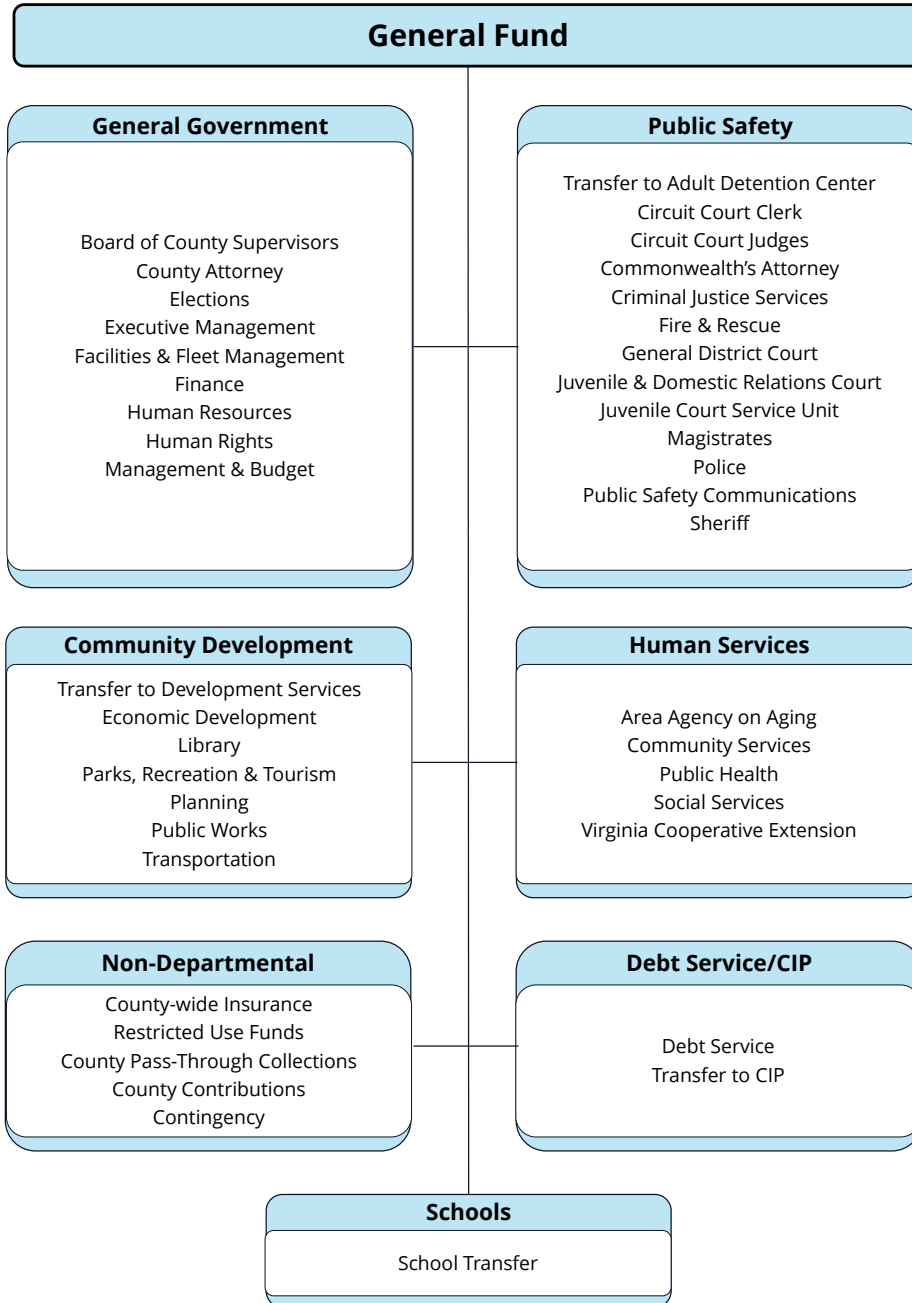 General Fund
General Government
Board of County Supervisors
County Attorney
Elections
Executive Management
Facilities & Fleet Management
Finance
Human Resources
Human Rights
Management & Budget
Public Safety
Transfer to Adult Detention Center
Circuit Court Clerk
Circuit Court Judges
Commonwealth’s Attorney
Criminal Justice Services
Fire & Rescue
General District Court
Juvenile & Domestic Relations Court
Juvenile Court Service Unit
Magistrates
Police
Public Safety Communications
Sheriff
Community Development
Transfer to Development Services
Economic Development
Library
Parks, Recreation & Tourism
Planning
Public Works
Transportation
Human Services
Area Agency on Aging
Community Services
Public Health
Social Services
Virginia Cooperative Extension
Non-Departmental
County-wide Insurance
Restricted Use Funds
County Pass-Through Collections
County Contributions
Contingency
Debt Service/CIP
Debt Service
Transfer to CIP
Schools
School Transfer